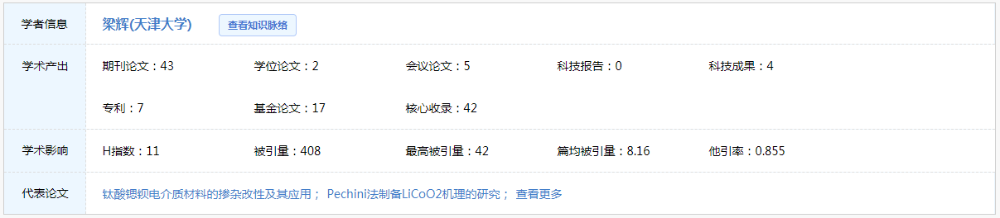 学者信息 梁辉(天津大学) 查看知识脉络
学术产出 期刊论文：43 学位论文：2 会议论文：5 科技报告：0 科技成果：4
专利：7 基金论文：17 核心收录：42
学术影响 H指数：11 被引量：408 最高被引量：42 篇均被引量：8.16 他引率：0.855
代表论文 钛酸锶钡电介质材料的掺杂改性及其应用； Pechini法制备LiCoO2机理的研究； 查看更多